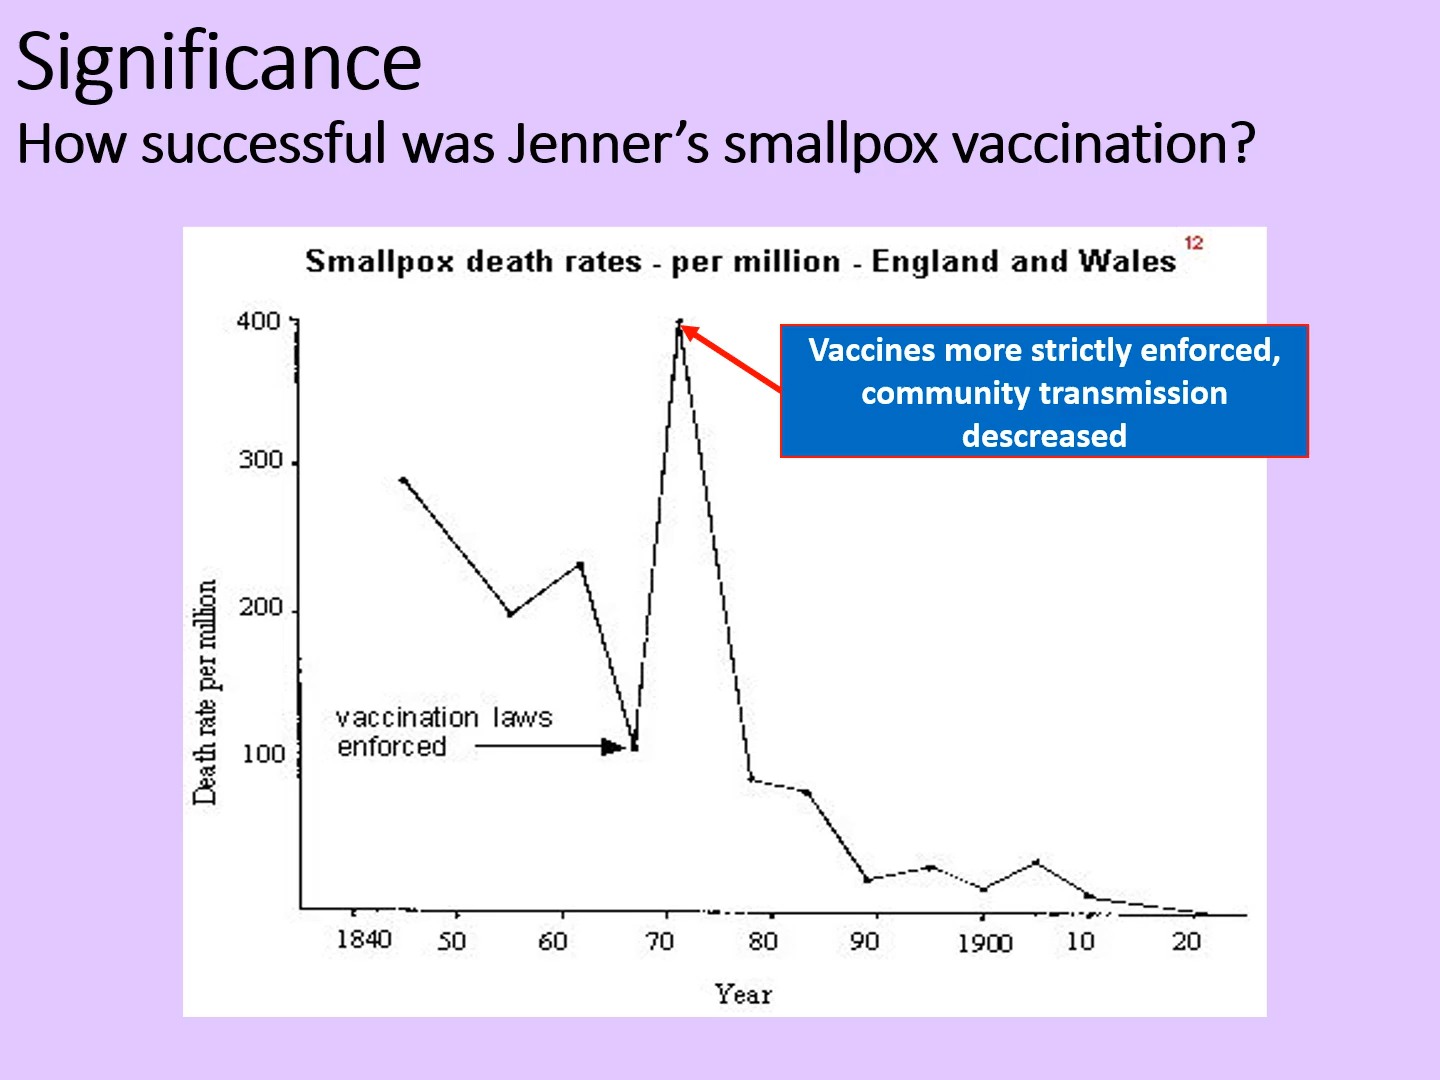 Significance
How successful was Jenner’s smallpox vaccination?
Smallpox death rates - per million - England and Wales 12
400
Vaccines more strictly enforced,
community transmission
descreased
300
200
Death rate per million
vaccination laws
enforced
100
1840 50 60 70 80 90 1900 10 20
Year